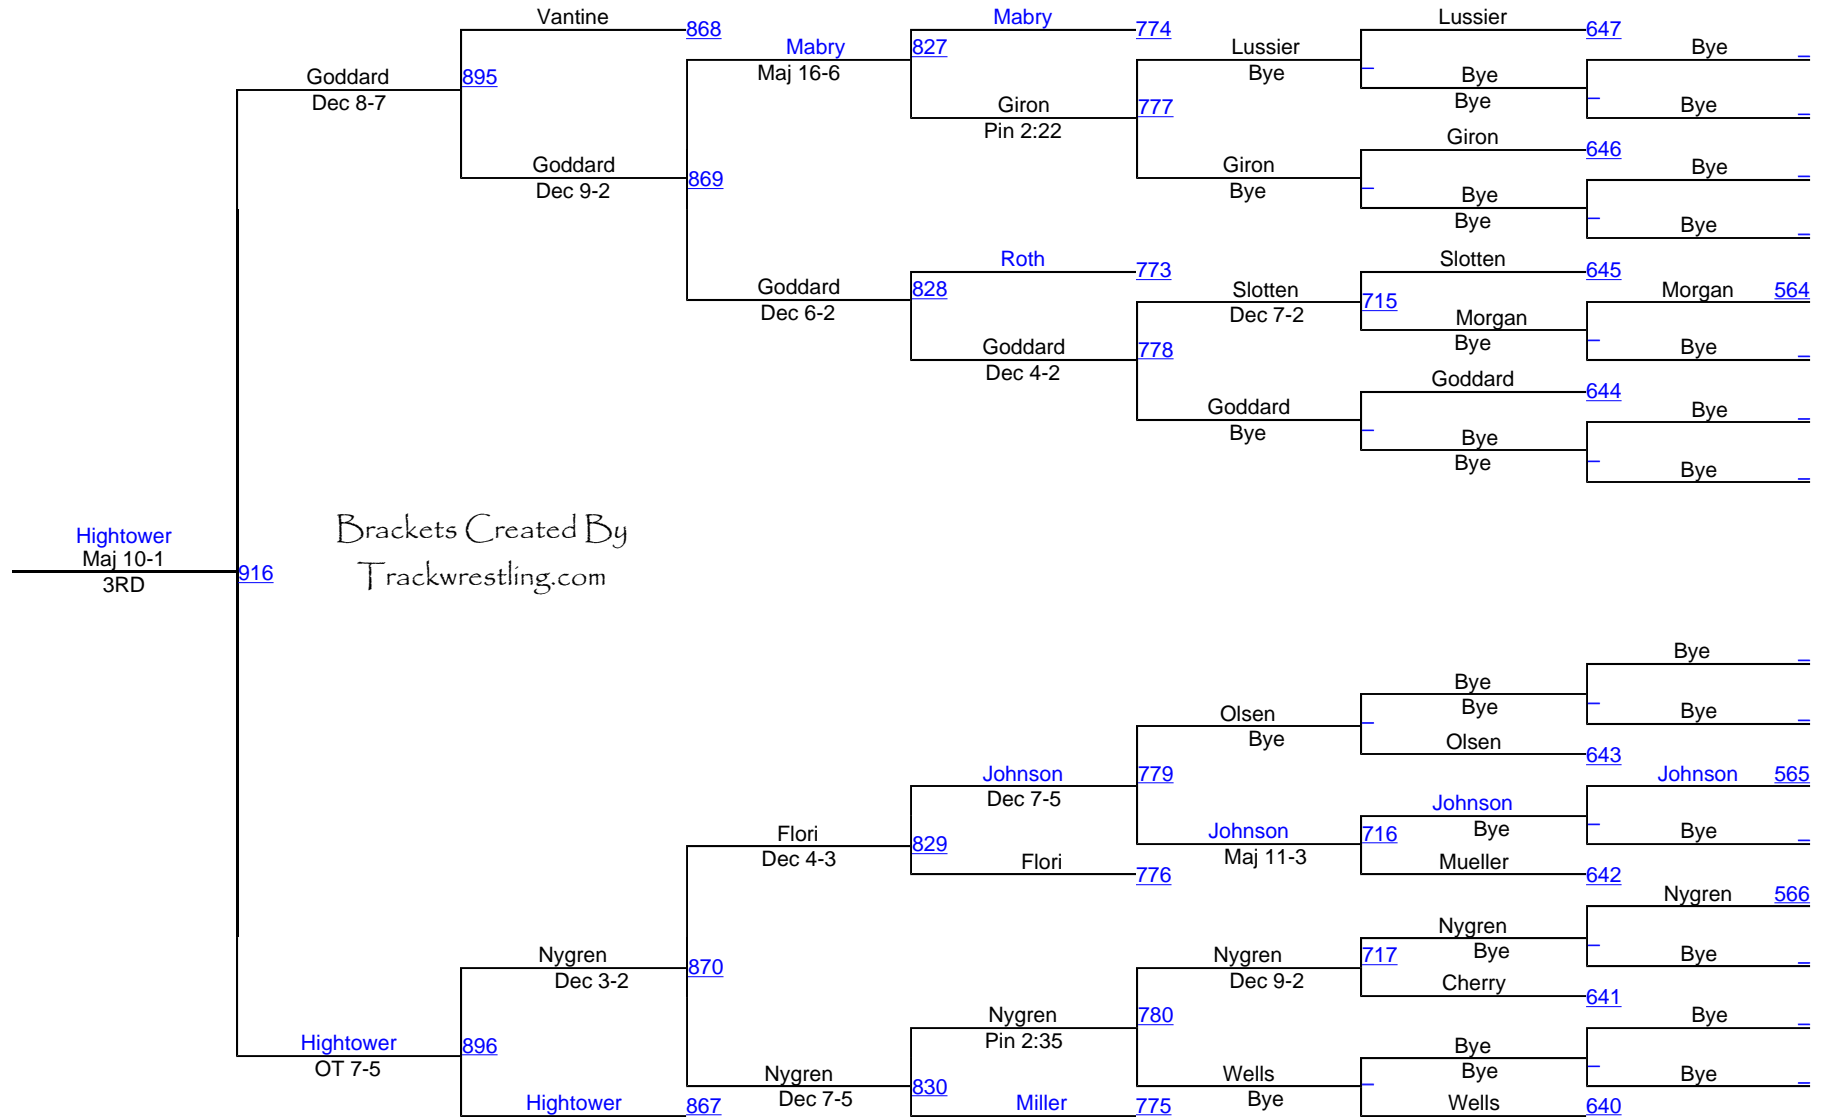 Vantine
868
Mabry
774
Lussier
647
Bye
Mabry
827
Maj 16-6
Lussier
Bye
Bye
Bye
Bye
Goddard
895
Dec 8-7
Giron
777
Pin 2:22
Giron
646
Goddard
869
Dec 9-2
Giron
Bye
Bye
Bye
Bye
Bye
Roth
773
Slotten
645
Goddard
828
Dec 6-2
Slotten
715
Dec 7-2
Morgan
564
Morgan
Bye
Bye
Goddard
778
Dec 4-2
Goddard
644
Goddard
Bye
Bye
Bye
Bye
Bye
Hightower
916
Maj 10-1
3RD
Brackets Created By
Trackwrestling.com
Bye
Bye
Bye
Bye
Olsen
Bye
Olsen
643
Johnson
779
Dec 7-5
Johnson
565
Johnson
Bye
Bye
Flori
829
Dec 4-3
Johnson
716
Maj 11-3
Flori
776
Mueller
642
Nygren
566
Nygren
Bye
Bye
Nygren
870
Dec 3-2
Nygren
717
Dec 9-2
Cherry
641
Nygren
780
Pin 2:35
Bye
Hightower
896
OT 7-5
Bye
Bye
Bye
Nygren
830
Dec 7-5
Wells
Bye
Hightower
867
Miller
775
Wells
640